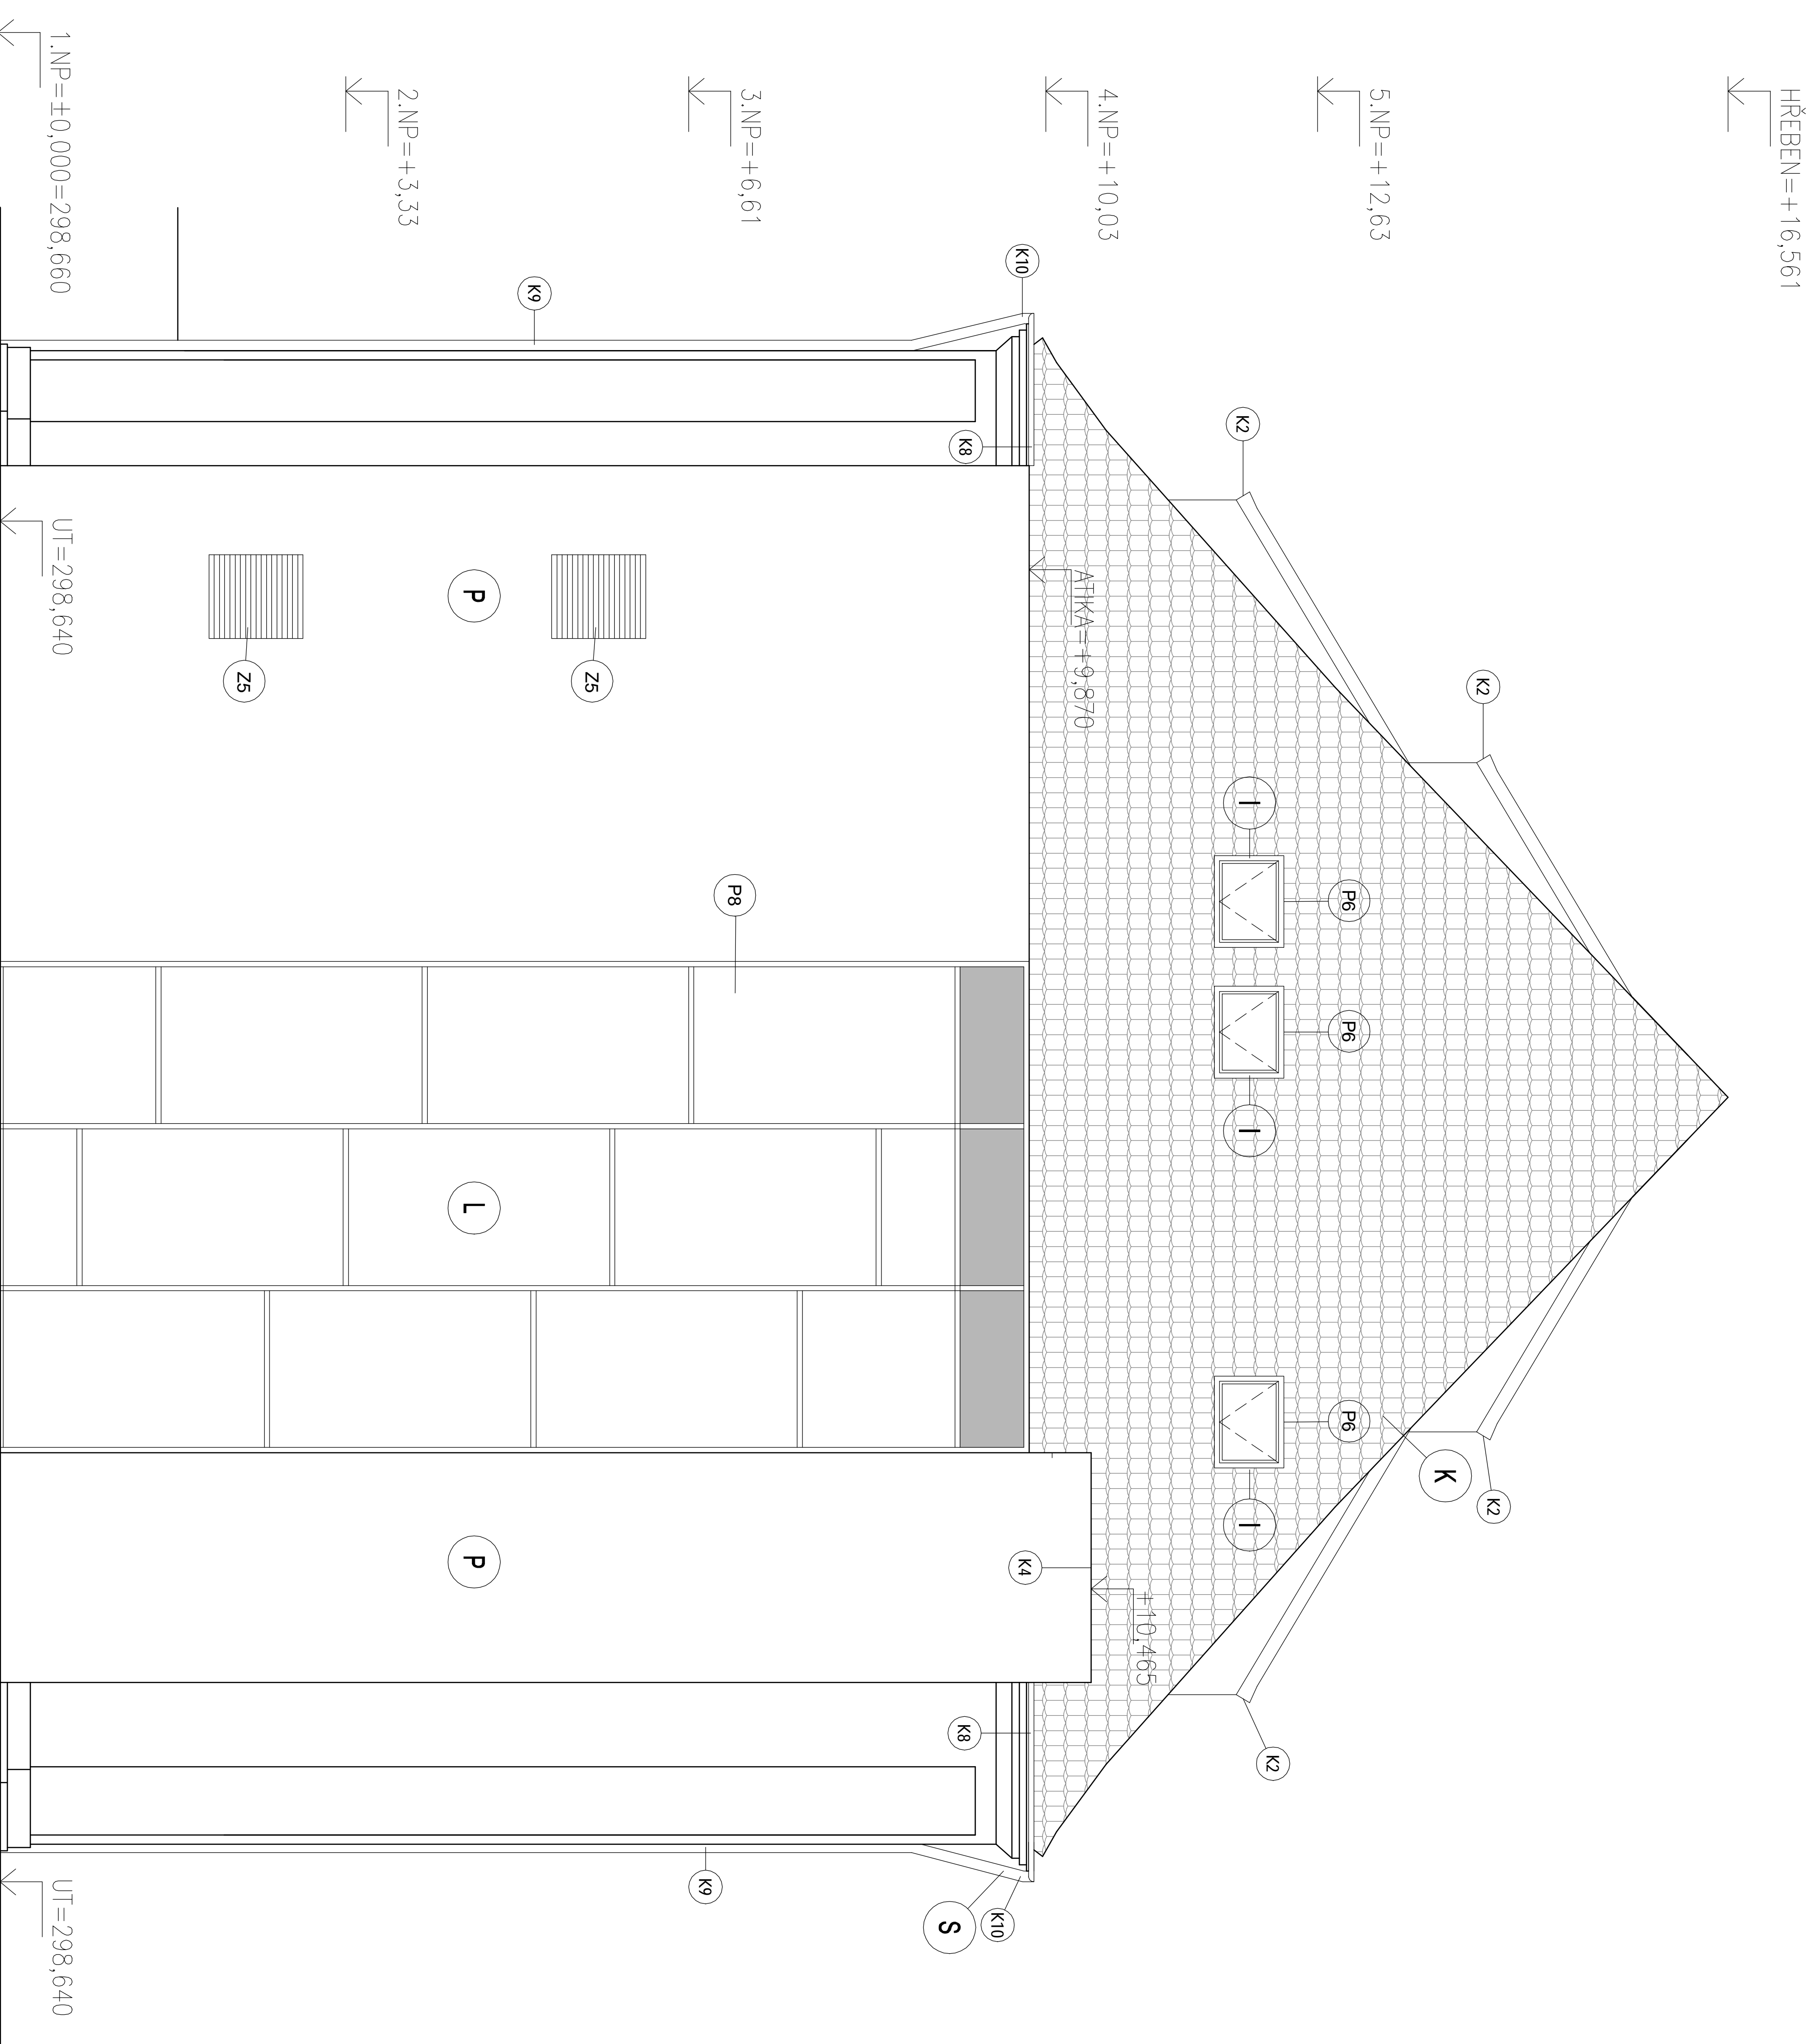 HŘEBEN=+16,561
5.NP=+12,63
4.NP=+10,03
3.NP=+6,61
2.NP=+3,33
1.NP=±0,000=298,660
K2
K2
K2
K2
K
P6
P6
P6
I
I
I
+10,465
ATIKA=+9,870
K10
K8
K4
K8
K10
S
P8
K9
K9
Z5
Z5
P
L
P
UT=298,640
UT=298,640